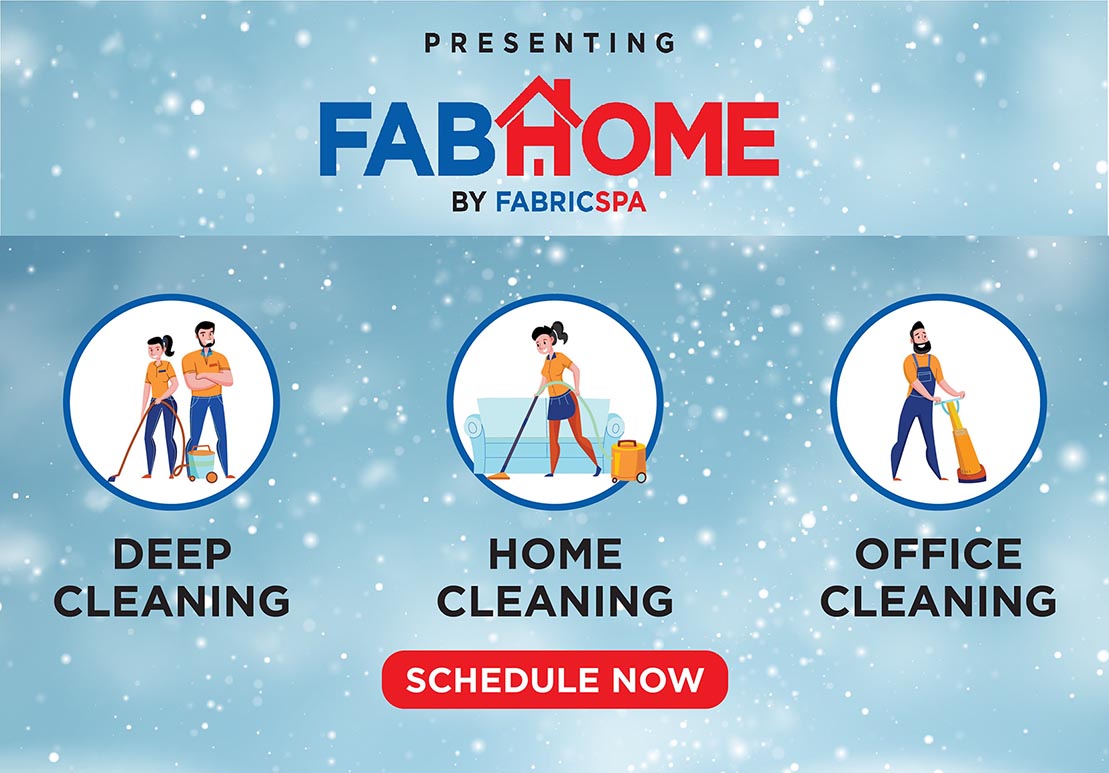 PRESENTING
FABHOME
BY FABRICSPA
DEEP
CLEANING
HOME
CLEANING
OFFICE
CLEANING
SCHEDULE NOW